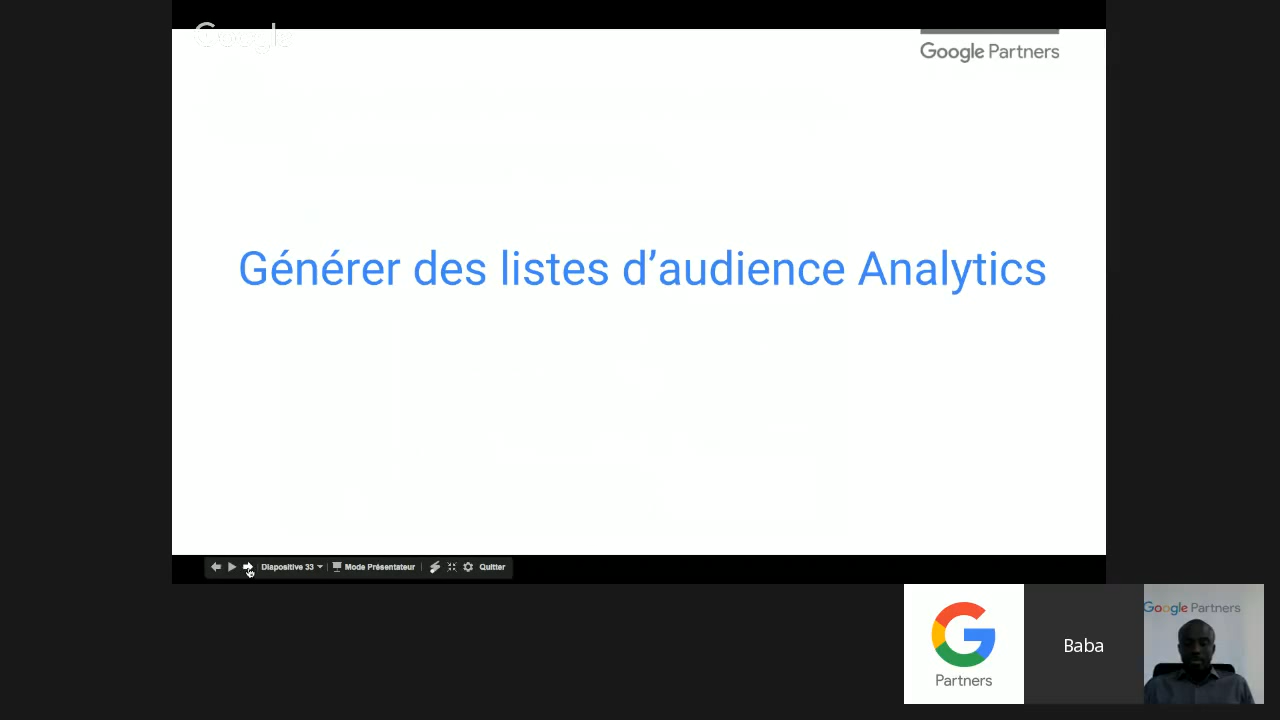 Google
Google Partners
Générer des listes d’audience Analytics
Diapositive 33
Mode Présentateur
Quitter
Partners
Baba
Google Partners